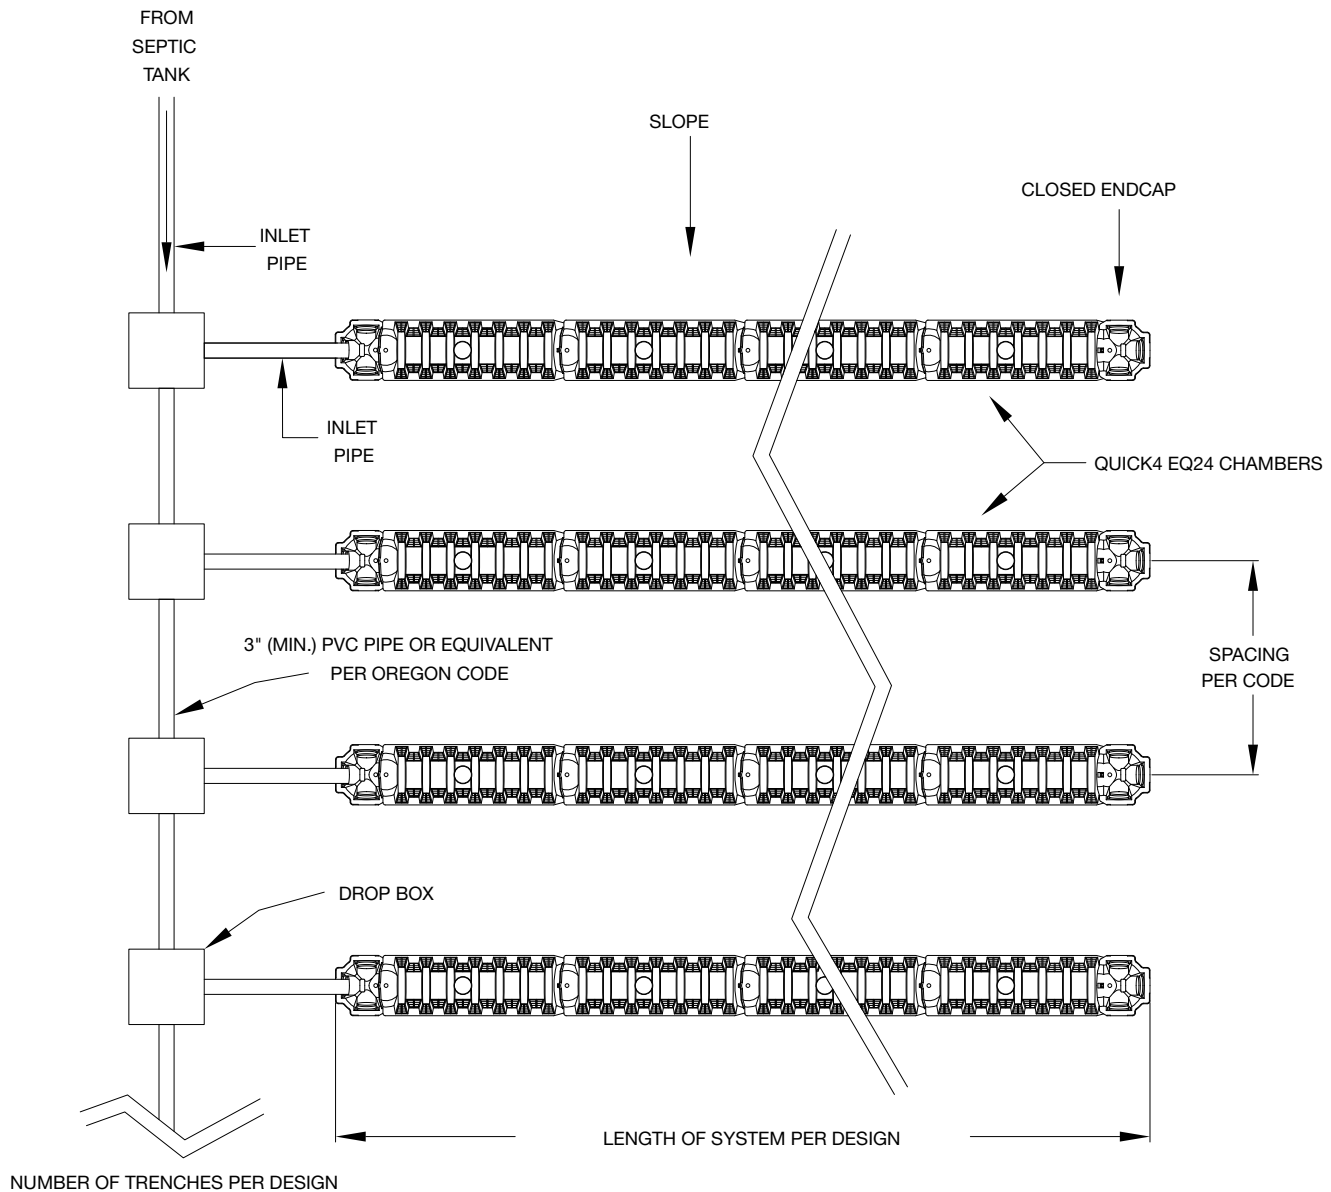 FROM
SEPTIC
TANK
SLOPE
CLOSED ENDCAP
INLET
PIPE
INLET
PIPE
QUICK4 EQ24 CHAMBERS
3" (MIN.) PVC PIPE OR EQUIVALENT
PER OREGON CODE
SPACING
PER CODE
DROP BOX
LENGTH OF SYSTEM PER DESIGN
NUMBER OF TRENCHES PER DESIGN